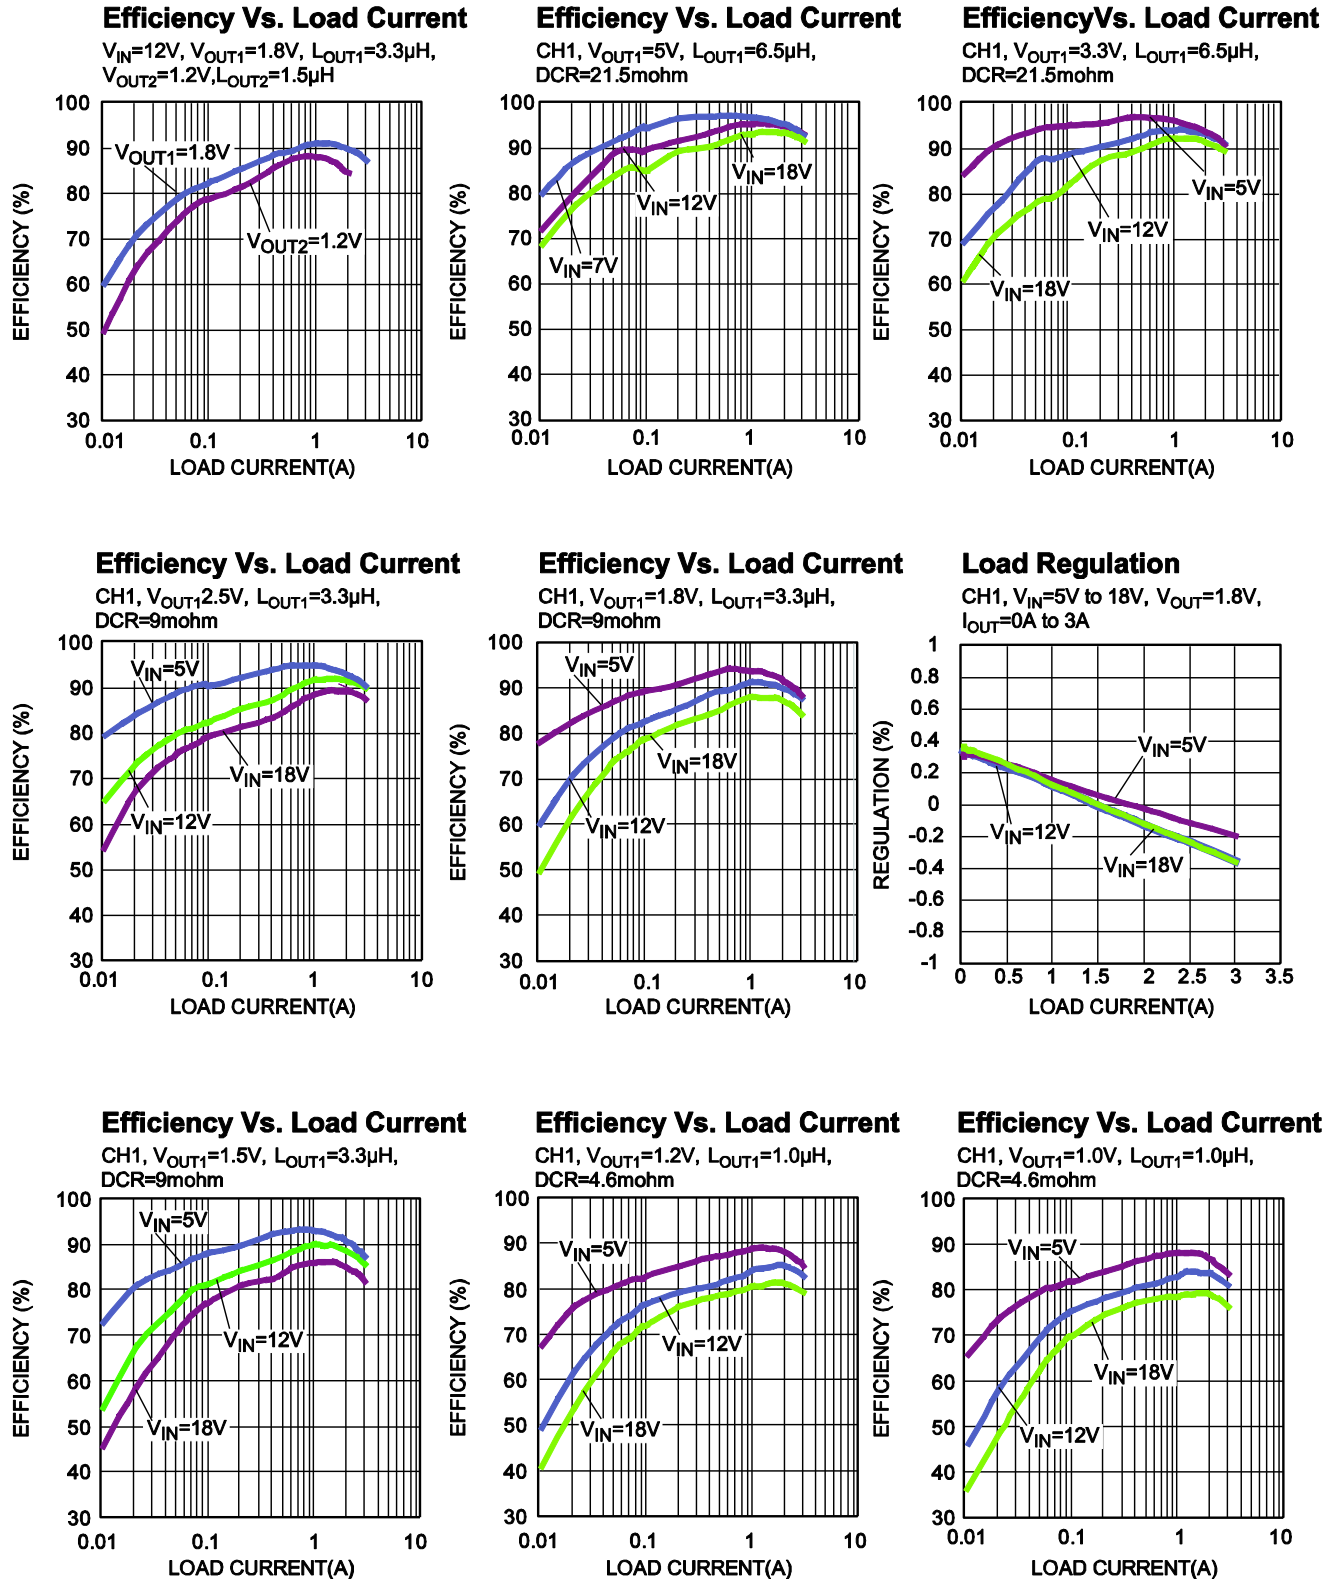 Efficiency Vs. Load Current
VIN=12V, VOUT1=1.8V, LOUT1=3.3µH,
VOUT2=1.2V,LOUT2=1.5µH
EFFICIENCY (%)
100
90
80
70
60
50
40
30
VOUT1=1.8V
VOUT2=1.2V
0.01
0.1
1
10
LOAD CURRENT(A)
Efficiency Vs. Load Current
CH1, VOUT1=5V, LOUT1=6.5µH,
DCR=21.5mohm
EFFICIENCY (%)
100
90
80
70
60
50
40
30
VIN=18V
VIN=12V
VIN=7V
0.01
0.1
1
10
LOAD CURRENT(A)
EfficiencyVs. Load Current
CH1, VOUT1=3.3V, LOUT1=6.5µH,
DCR=21.5mohm
EFFICIENCY (%)
100
90
80
70
60
50
40
30
VIN=5V
VIN=12V
VIN=18V
0.01
0.1
1
10
LOAD CURRENT(A)
Efficiency Vs. Load Current
CH1, VOUT12.5V, LOUT1=3.3µH,
DCR=9mohm
EFFICIENCY (%)
100
90
80
70
60
50
40
30
VIN=5V
VIN=18V
VIN=12V
0.01
0.1
1
10
LOAD CURRENT(A)
Efficiency Vs. Load Current
CH1, VOUT1=1.8V, LOUT1=3.3µH,
DCR=9mohm
EFFICIENCY (%)
100
90
80
70
60
50
40
30
VIN=5V
VIN=18V
VIN=12V
0.01
0.1
1
10
LOAD CURRENT(A)
Load Regulation
CH1, VIN=5V to 18V, VOUT=1.8V,
IOUT=0A to 3A
REGULATION (%)
1
0.8
0.6
0.4
0.2
0
-0.2
-0.4
-0.6
-0.8
-1
VIN=5V
VIN=12V
VIN=18V
0
0.5
1
1.5
2
2.5
3
3.5
LOAD CURRENT(A)
Efficiency Vs. Load Current
CH1, VOUT1=1.5V, LOUT1=3.3µH,
DCR=9mohm
EFFICIENCY (%)
100
90
80
70
60
50
40
30
VIN=5V
VIN=12V
VIN=18V
0.01
0.1
1
10
LOAD CURRENT(A)
Efficiency Vs. Load Current
CH1, VOUT1=1.2V, LOUT1=1.0µH,
DCR=4.6mohm
EFFICIENCY (%)
100
90
80
70
60
50
40
30
VIN=5V
VIN=12V
VIN=18V
0.01
0.1
1
10
LOAD CURRENT(A)
Efficiency Vs. Load Current
CH1, VOUT1=1.0V, LOUT1=1.0µH,
DCR=4.6mohm
EFFICIENCY (%)
100
90
80
70
60
50
40
30
VIN=5V
VIN=18V
VIN=12V
0.01
0.1
1
10
LOAD CURRENT(A)